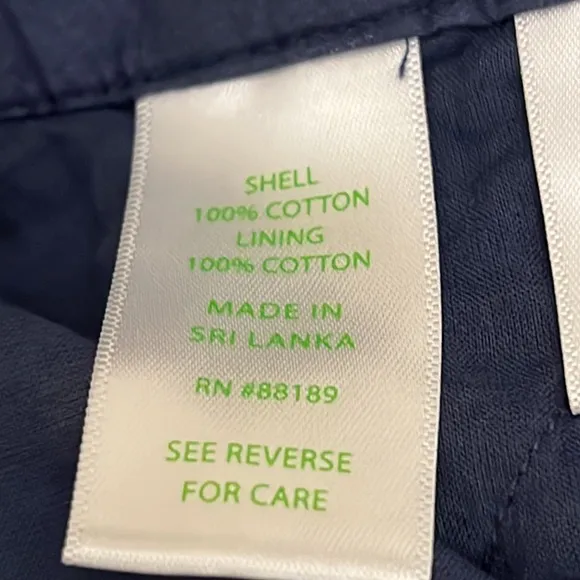 SHELL
100% COTTON
LINING
100% COTTON
MADE IN
SRI LANKA
RN #88189
SEE REVERSE
FOR CARE